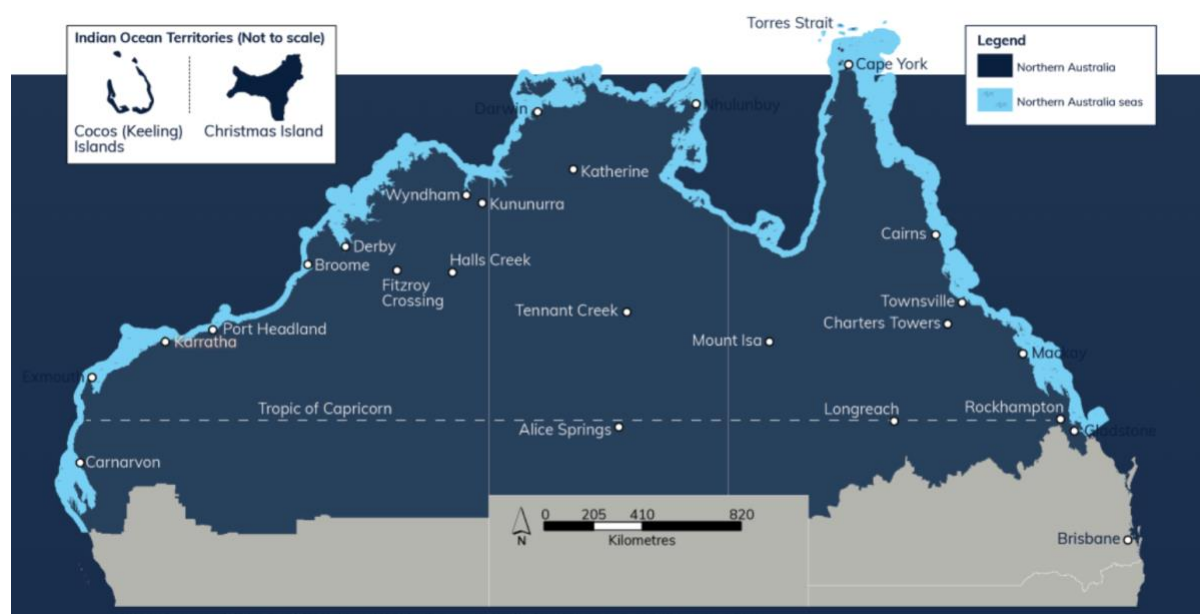 Indian Ocean Territories (Not to scale)
Cocos (Keeling)
Islands
Christmas Island
Torres Strait
Legend
Northern Australia
Northern Australia seas
Cape York
Darwin
Nhulunbuy
Katherine
Wyndham
Kununurra
Derby
Broome
Halls Creek
Fitzroy
Crossing
Cairns
Tennant Creek
Townsville
Charters Towers
Port Headland
Karratha
Mount Isa
Mackay
Exmouth
Tropic of Capricorn
Longreach
Rockhampton
Alice Springs
Gladstone
Carnarvon
0 205 410 820
Kilometres
N
Brisbane